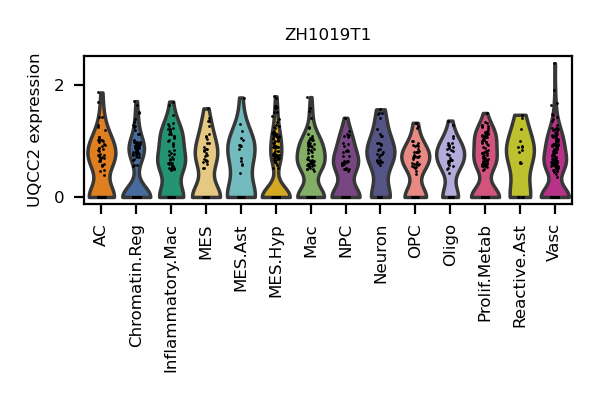 ZH1019T1
UQCC2 expression
2
0
AC
Chromatin.Reg
Inflammatory.Mac
MES
MES.Ast
MES.Hyp
Mac
NPC
Neuron
OPC
Oligo
Prolif.Metab
Reactive.Ast
Vasc